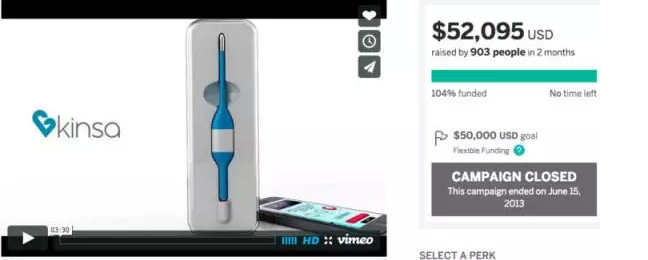 kinsa
03:30
HD vimeo
$52,095 USD
raised by 903 people in 2 months
104% funded
No time left
$50,000 USD goal
Flexible Funding ?
CAMPAIGN CLOSED
This campaign ended on June 15,
2013
SELECT A PERK